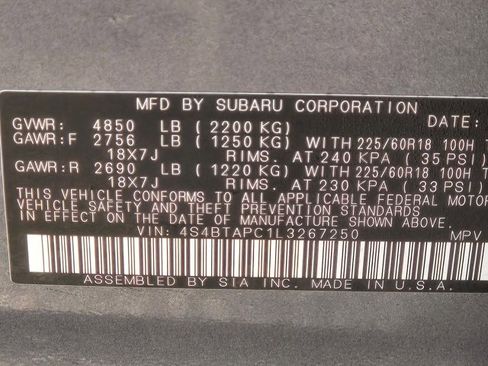 MFD BY SUBARU CORPORATION DATE:
GVWR: 4850 LB (2200 KG)
GAWR:F 2756 LB (1250 KG) WITH 225/60R18 100H T
18X7J RIMS. AT 240 KPA (35 PSI)
GAWR:R 2690 LB (1220 KG) WITH 225/60R18 100H T
18X7J RIMS. AT 230 KPA (33 PSI)
THIS VEHICLE CONFORMS TO ALL APPLICABLE FEDERAL MOTOR
VEHICLE SAFETY AND THEFT PREVENTION STANDARDS
IN EFFECT ON THE DATE OF MANUFACTURE SHOWN ABOVE.
VIN: 4S4BTAPC1L3267250 MPV
ASSEMBLED BY SIA INC. MADE IN U.S.A.